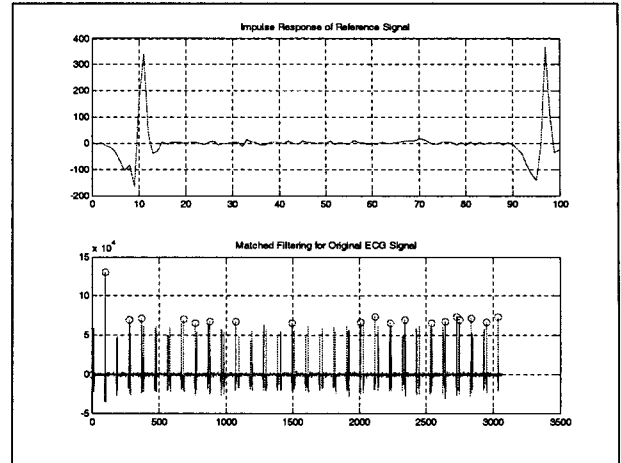 Impulse Response of Reference Signal
400
300
200
100
0
-100
-200
0 10 20 30 40 50 60 70 80 90 100
Matched Filtering for Original ECG Signal
x 10^4
15
10
5
0
-5
0 500 1000 1500 2000 2500 3000 3500